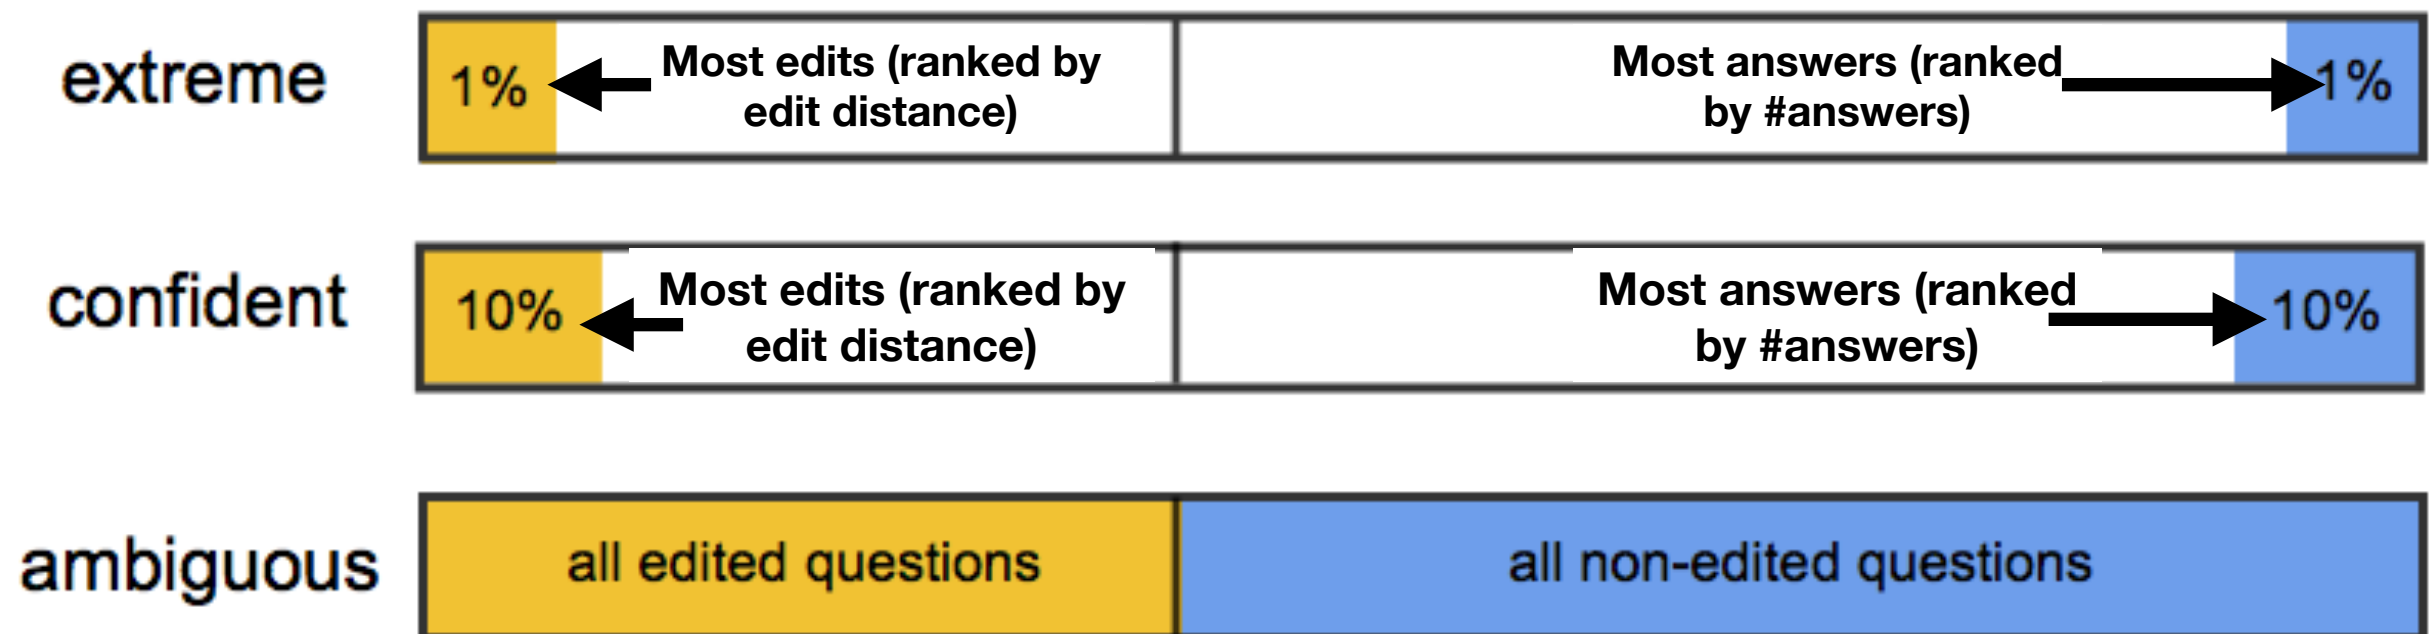 extreme
1%
Most edits (ranked by
edit distance)
Most answers (ranked
by #answers)
1%
confident
10%
Most edits (ranked by
edit distance)
Most answers (ranked
by #answers)
10%
ambiguous
all edited questions
all non-edited questions